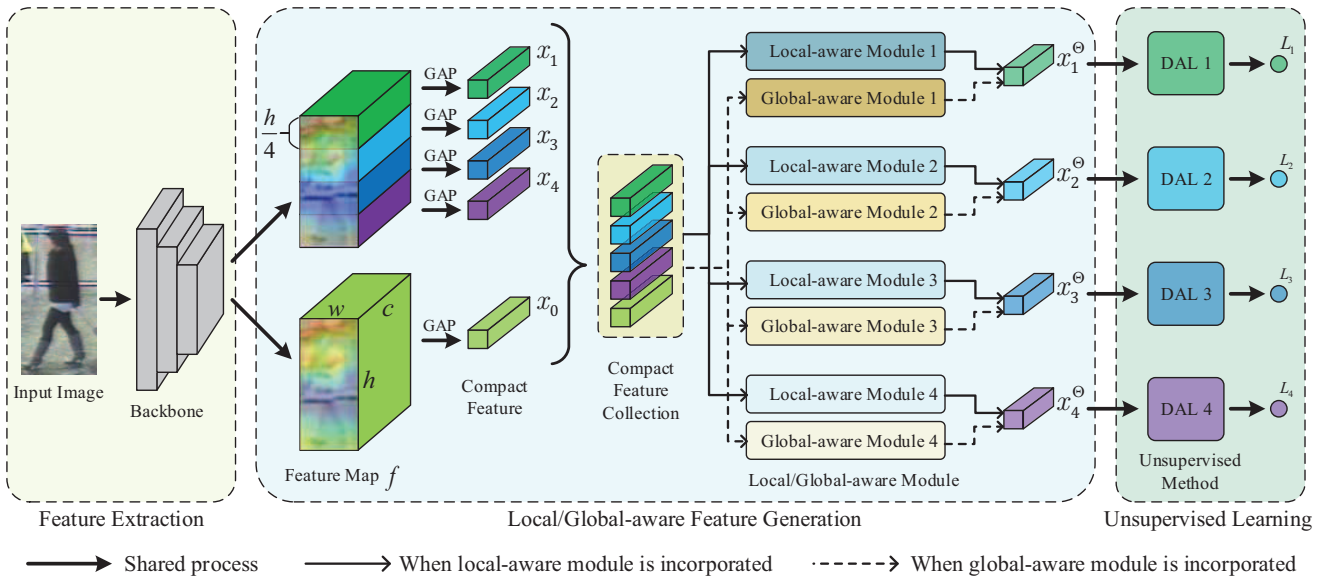 GAP
x₁
GAP
x₂
GAP
x₃
GAP
x₄
h/4
Input Image
Backbone
w
c
h
GAP
x₀
Compact
Feature
Feature Map f
Compact
Feature
Collection
Local-aware Module 1
Global-aware Module 1
x₁^Θ
DAL 1
L₁
Local-aware Module 2
Global-aware Module 2
x₂^Θ
DAL 2
L₂
Local-aware Module 3
Global-aware Module 3
x₃^Θ
DAL 3
L₃
Local-aware Module 4
Global-aware Module 4
x₄^Θ
DAL 4
L₄
Local/Global-aware Module
Unsupervised
Method
Feature Extraction
Local/Global-aware Feature Generation
Unsupervised Learning
Shared process
When local-aware module is incorporated
When global-aware module is incorporated